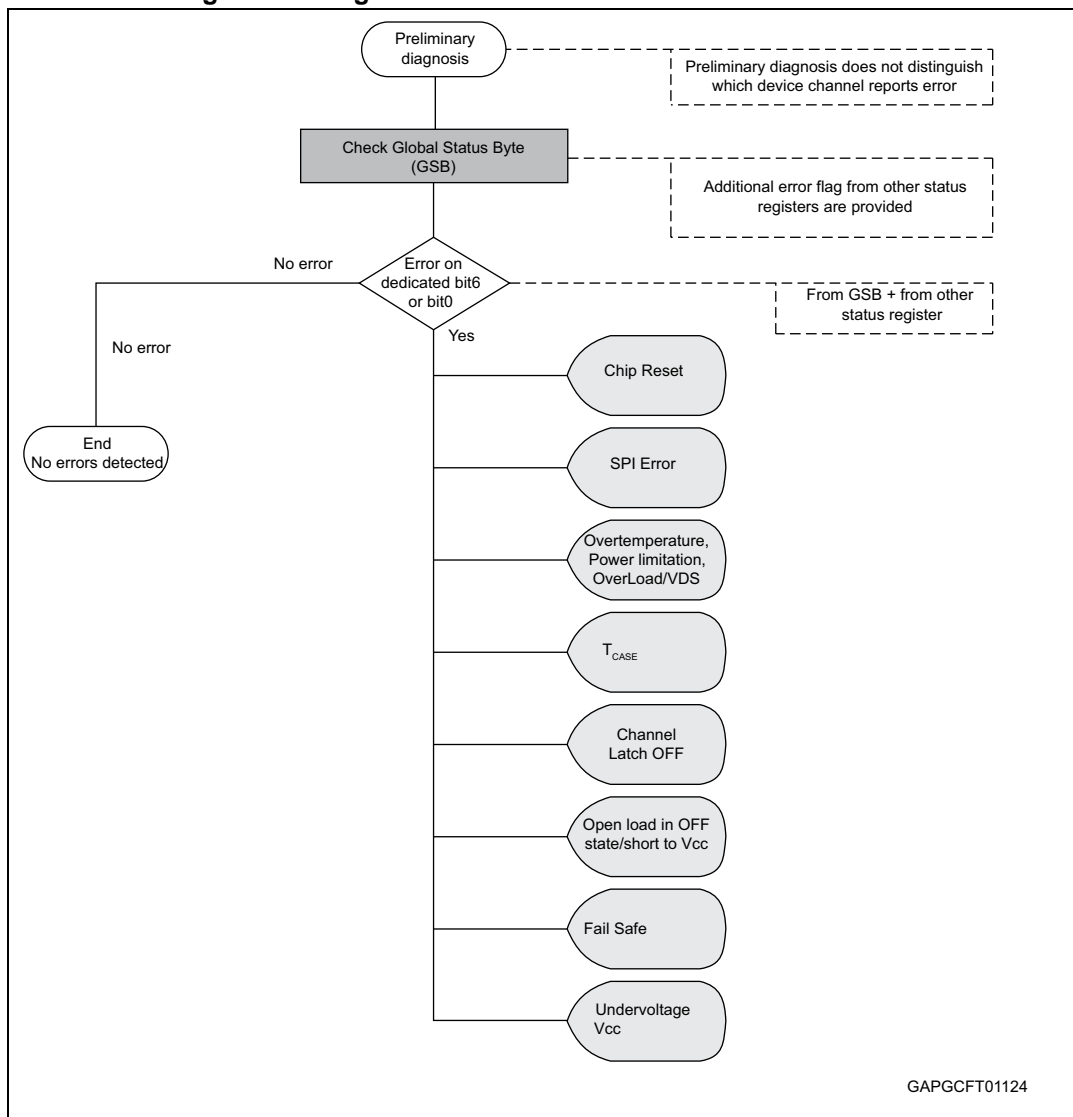 Preliminary
diagnosis
Preliminary diagnosis does not distinguish
which device channel reports error
Check Global Status Byte
(GSB)
Additional error flag from other status
registers are provided
No error
Error on
dedicated bit6
or bit0
From GSB + from other
status register
Yes
No error
Chip Reset
End
No errors detected
SPI Error
Overtemperature,
Power limitation,
OverLoad/VDS
TCASE
Channel
Latch OFF
Open load in OFF
state/short to Vcc
Fail Safe
Undervoltage
Vcc
GAPGCFT01124